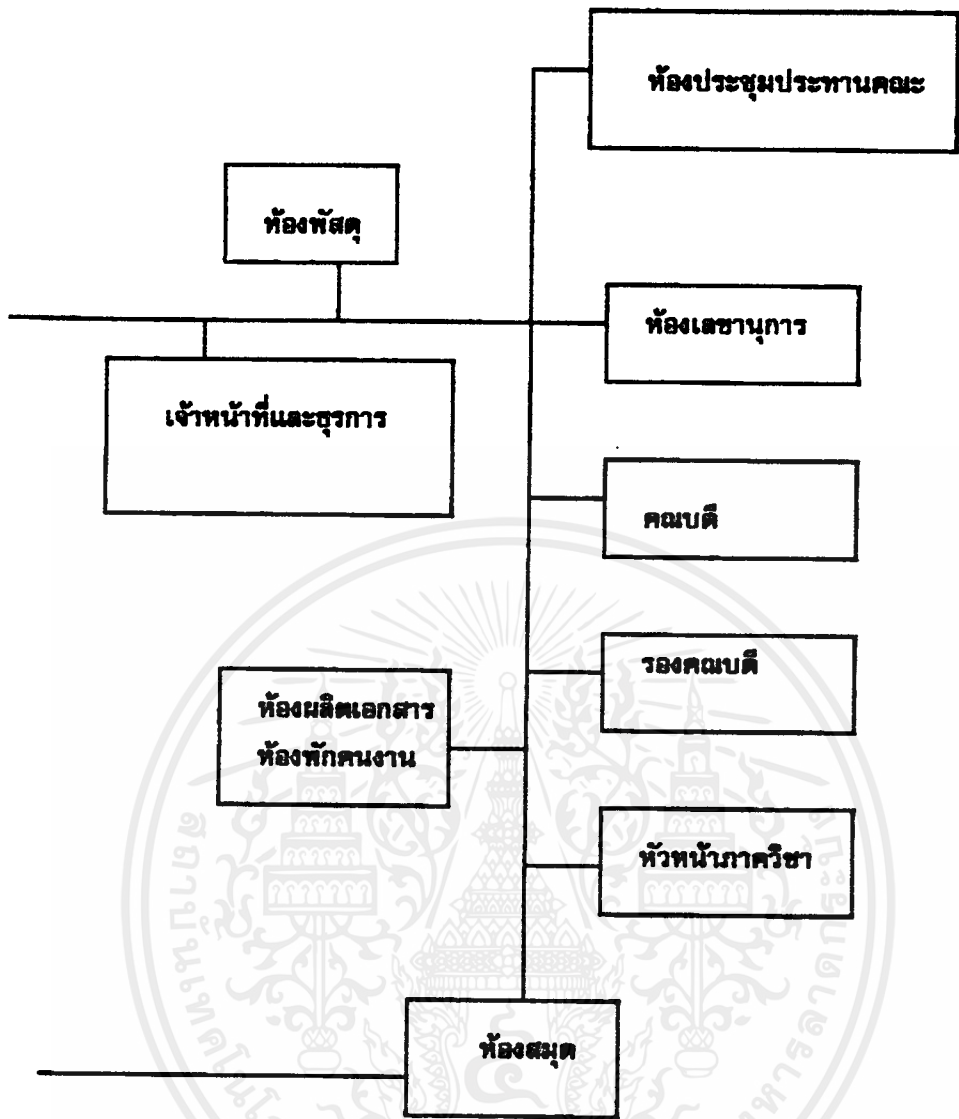 ห้องประชุมประทานคณะ
ห้องพัสดุ
ห้องเลขานุการ
เจ้าหน้าที่และธุรการ
คณบดี
รองคณบดี
ห้องผลิตเอกสาร
ห้องพักคนงาน
หัวหน้าภาควิชา
ห้องสมุด